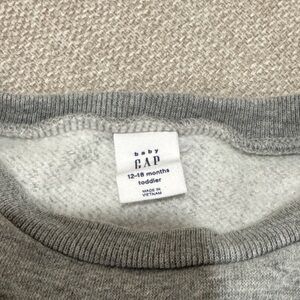 baby
GAP
12-18 months
toddler
MADE IN
VIETNAM